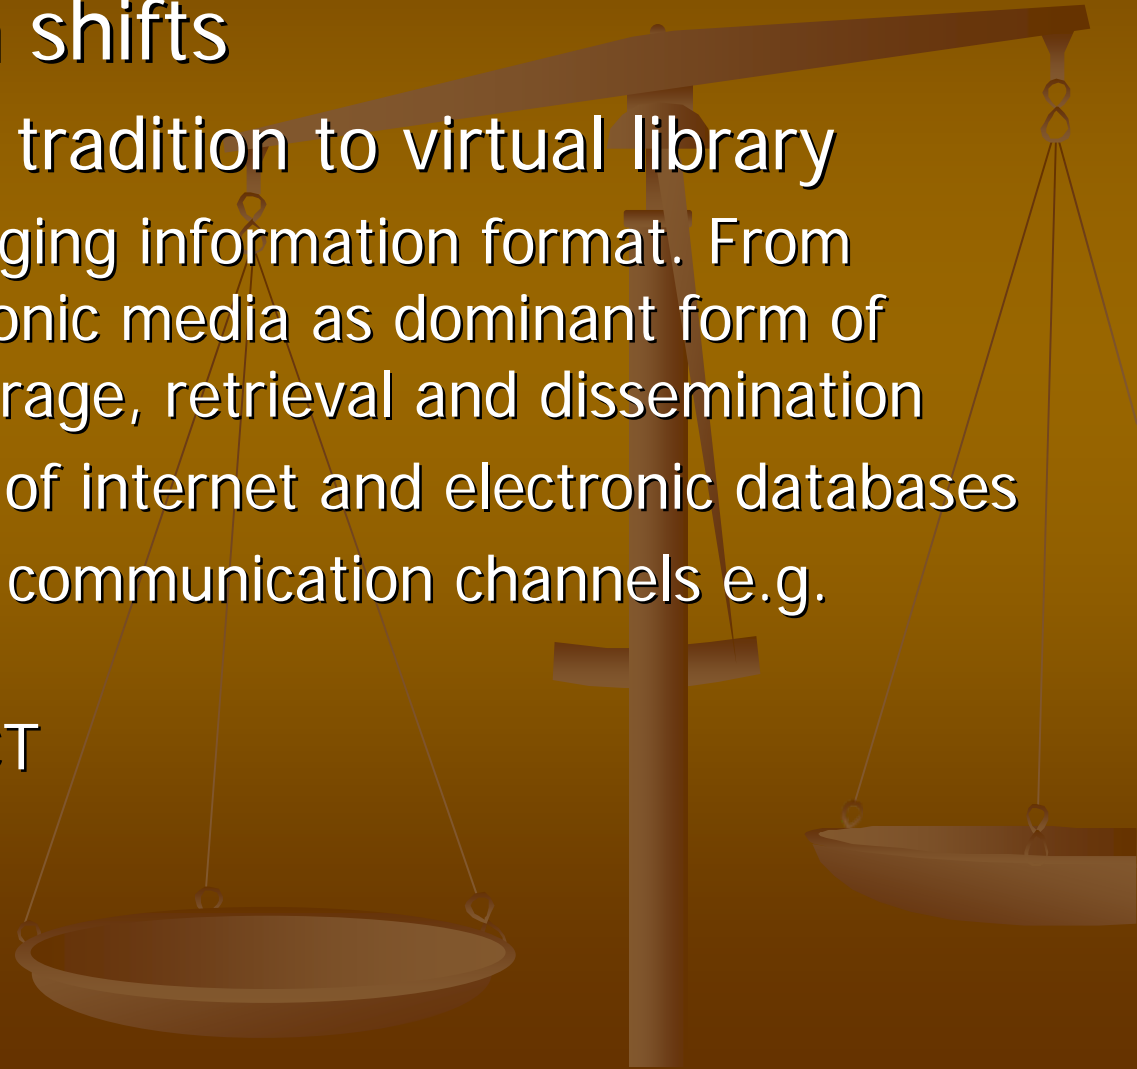 shifts
tradition to virtual library
ging information format. From
onic media as dominant form of
rage, retrieval and dissemination
of internet and electronic databases
communication channels e.g.
T